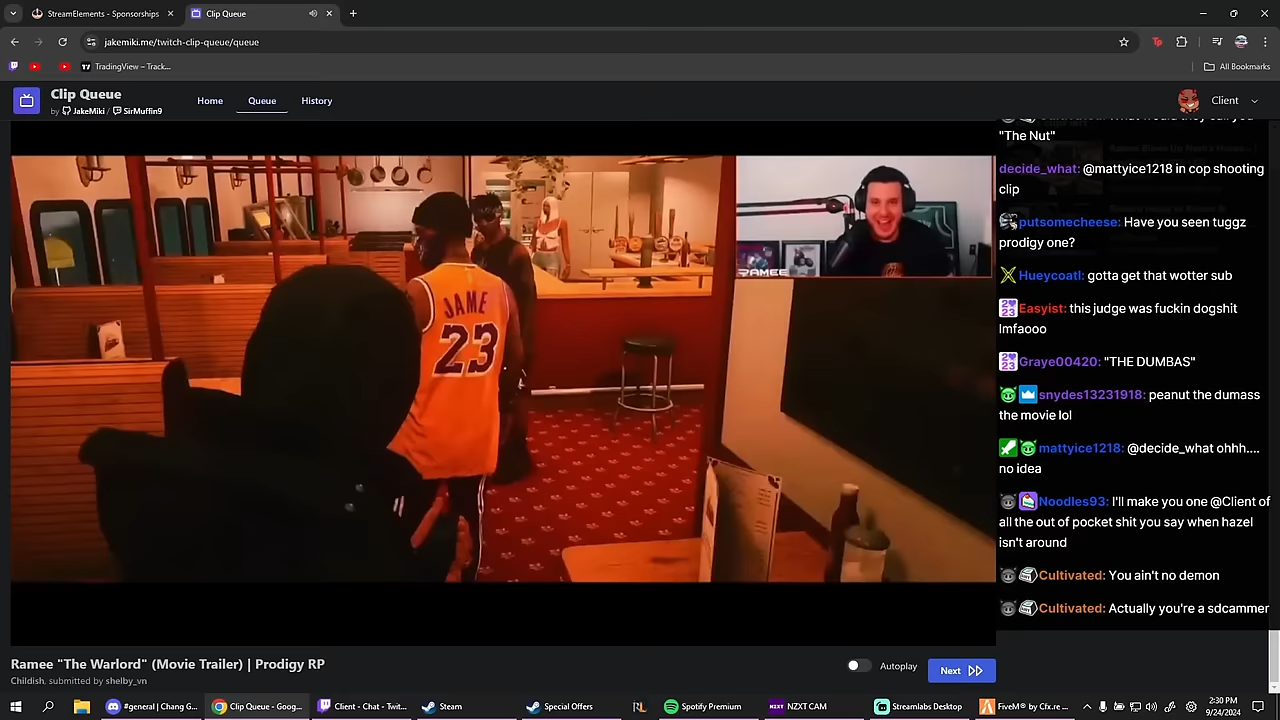 StreamElements - Sponsorships
Clip Queue
jakemiki.me/twitch-clip-queue/queue
TradingView – Track...
All Bookmarks
Clip Queue
by JakeMiki / SirMuffin9
Home
Queue
History
Client
"The Nut"
decide_what: @mattyice1218 in cop shooting
clip
putsomecheese: Have you seen tuggz
prodigy one?
Hueycoatl: gotta get that wotter sub
Easyist: this judge was fuckin dogshit
lmfaooo
Graye00420: "THE DUMBAS"
snydes13231918: peanut the dumass
the movie lol
mattyice1218: @decide_what ohhh....
no idea
Noodles93: I'll make you one @Client of
all the out of pocket shit you say when hazel
isn't around
Cultivated: You ain't no demon
Cultivated: Actually you're a sdcammer
RAMEE
JAME
23
Ramee "The Warlord" (Movie Trailer) | Prodigy RP
Childish, submitted by shelby_vn
Autoplay
Next
#general | Chang G...
Clip Queue - Goog...
Client - Chat - Twit...
Steam
Special Offers
RL
Spotify Premium
NZXT CAM
Streamlabs Desktop
FiveM® by Cfx.re ...
2:30 PM
9/24/2024